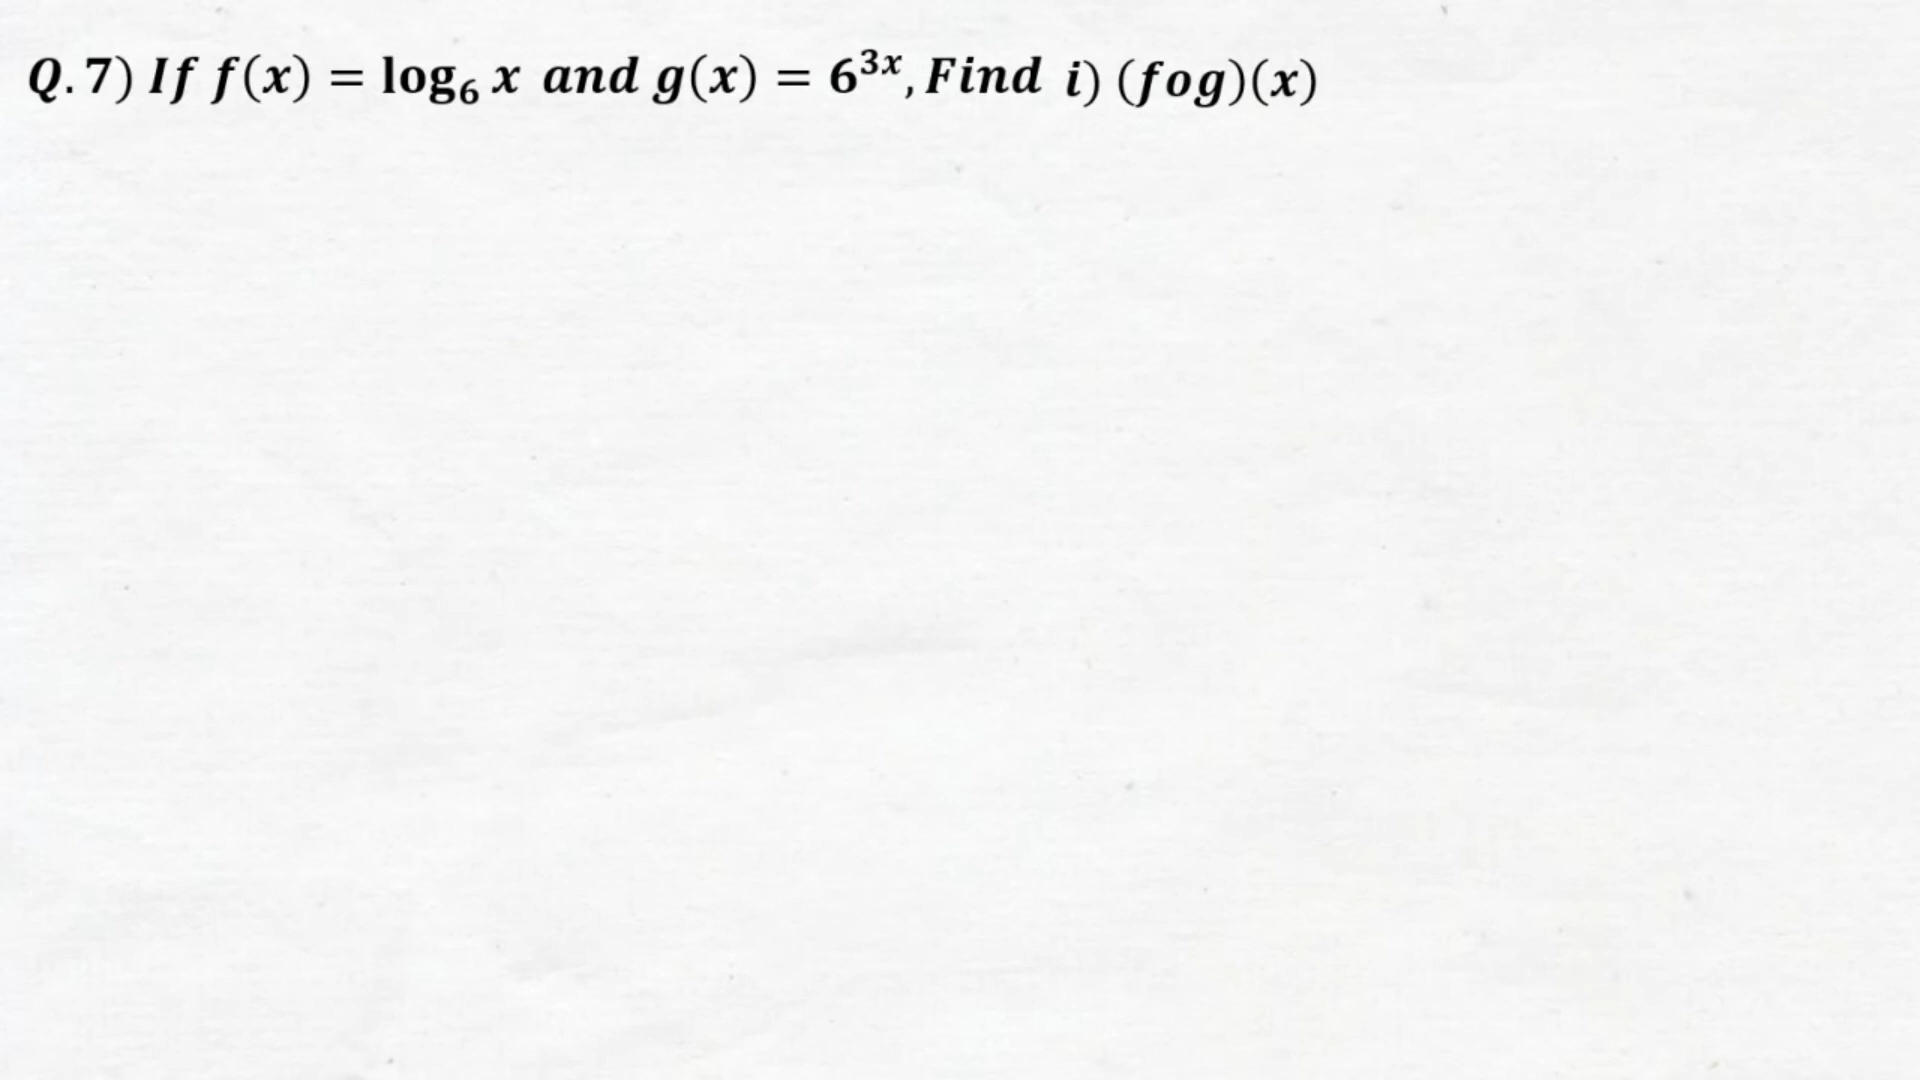 Q.7) If f(x) = log₆ x and g(x) = 6³ˣ, Find i) (fog)(x)